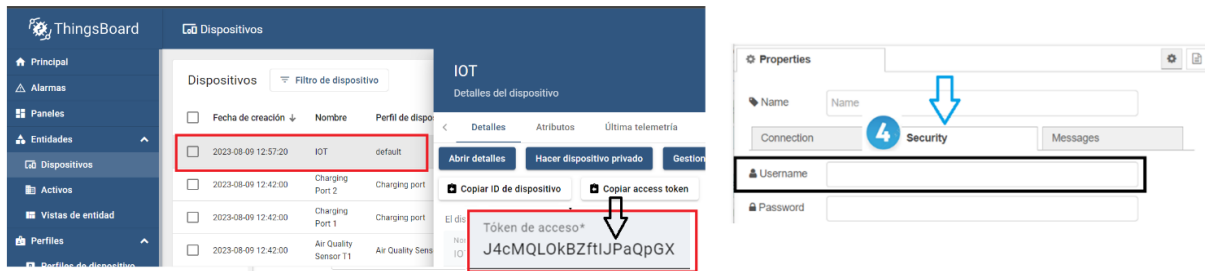 ThingsBoard
Dispositivos
Principal
Alarmas
Paneles
Entidades
Dispositivos
Activos
Vistas de entidad
Perfiles
Perfiles de dispositivo
Dispositivos
Filtro de dispositivo
Fecha de creación ↓ Nombre Perfil de dispo
2023-08-09 12:57:20 IOT default
2023-08-09 12:42:00 Charging Port 2 Charging port
2023-08-09 12:42:00 Charging Port 1 Charging port
2023-08-09 12:42:00 Air Quality Sensor T1 Air Quality Sens
IOT
Detalles del dispositivo
< Detalles Atributos Última telemetría
Abrir detalles Hacer dispositivo privado Gestion
Copiar ID de dispositivo Copiar access token
El dis
IO
Tóken de acceso*
J4cMQLOkBZftIJPaQpGX
Properties
Name Name
Connection 4 Security Messages
Username
Password